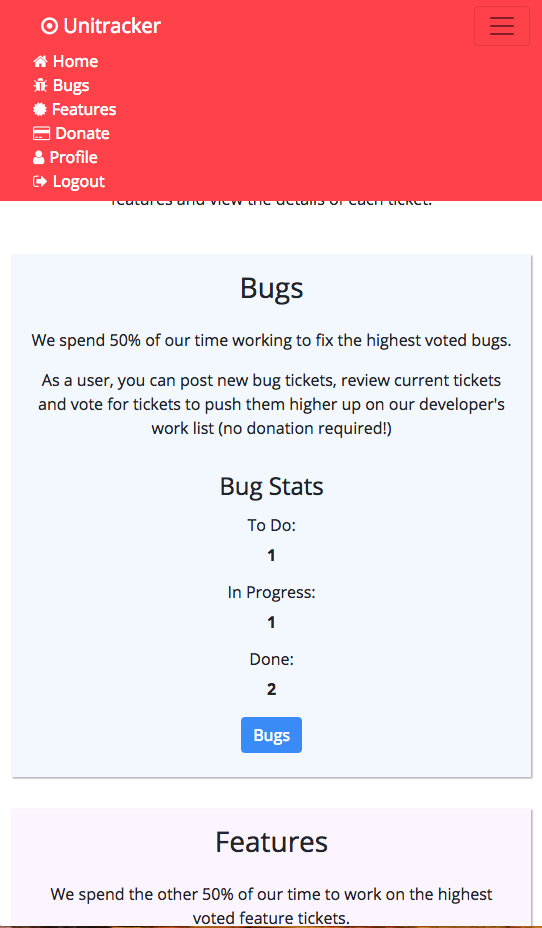 Unitracker
Home
Bugs
Features
Donate
Profile
Logout
features and view the details of each ticket.
Bugs
We spend 50% of our time working to fix the highest voted bugs.
As a user, you can post new bug tickets, review current tickets
and vote for tickets to push them higher up on our developer's
work list (no donation required!)
Bug Stats
To Do:
1
In Progress:
1
Done:
2
Bugs
Features
We spend the other 50% of our time to work on the highest
voted feature tickets.